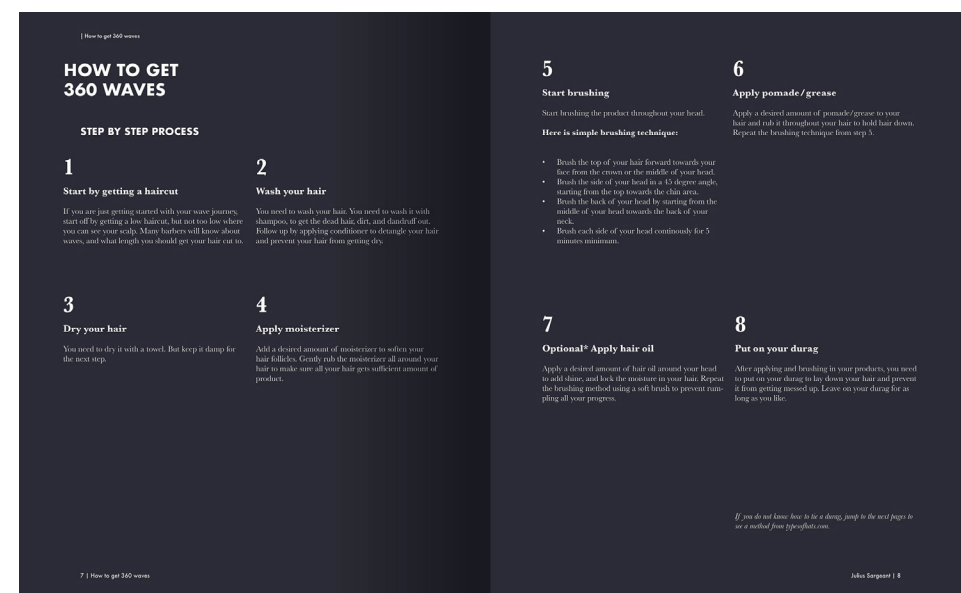 | How to get 360 waves
HOW TO GET
360 WAVES
STEP BY STEP PROCESS
1
Start by getting a haircut
If you are just getting started with your wave journey,
start off by getting a low haircut, but not too low where
you can see your scalp. Many barbers will know about
waves, and what length you should get your hair cut to.
2
Wash your hair
You need to wash your hair. You need to wash it with
shampoo, to get the dead hair, dirt, and dandruff out.
Follow up by applying conditioner to detangle your hair
and prevent your hair from getting dry.
3
Dry your hair
You need to dry it with a towel. But keep it damp for
the next step.
4
Apply moisterizer
Add a desired amount of moisterizer to soften your
hair follicles. Gently rub the moisterizer all around your
hair to make sure all your hair gets sufficient amount of
product.
7 | How to get 360 waves
5
Start brushing
Start brushing the product throughout your head.
Here is simple brushing technique:
• Brush the top of your hair forward towards your
face from the crown or the middle of your head.
• Brush the side of your head in a 45 degree angle,
starting from the top towards the chin area.
• Brush the back of your head by starting from the
middle of your head towards the back of your
neck.
• Brush each side of your head continously for 5
minutes minimum.
6
Apply pomade/grease
Apply a desired amount of pomade/grease to your
hair and rub it throughout your hair to hold hair down.
Repeat the brushing technique from step 5.
7
Optional* Apply hair oil
Apply a desired amount of hair oil around your head
to add shine, and lock the moisture in your hair. Repeat
the brushing method using a soft brush to prevent rum-
pling all your progress.
8
Put on your durag
After applying and brushing in your products, you need
to put on your durag to lay down your hair and prevent
it from getting messed up. Leave on your durag for as
long as you like.
If you do not know how to tie a durag, jump to the next pages to
see a method from typesofhats.com.
Julius Sargeant | 8